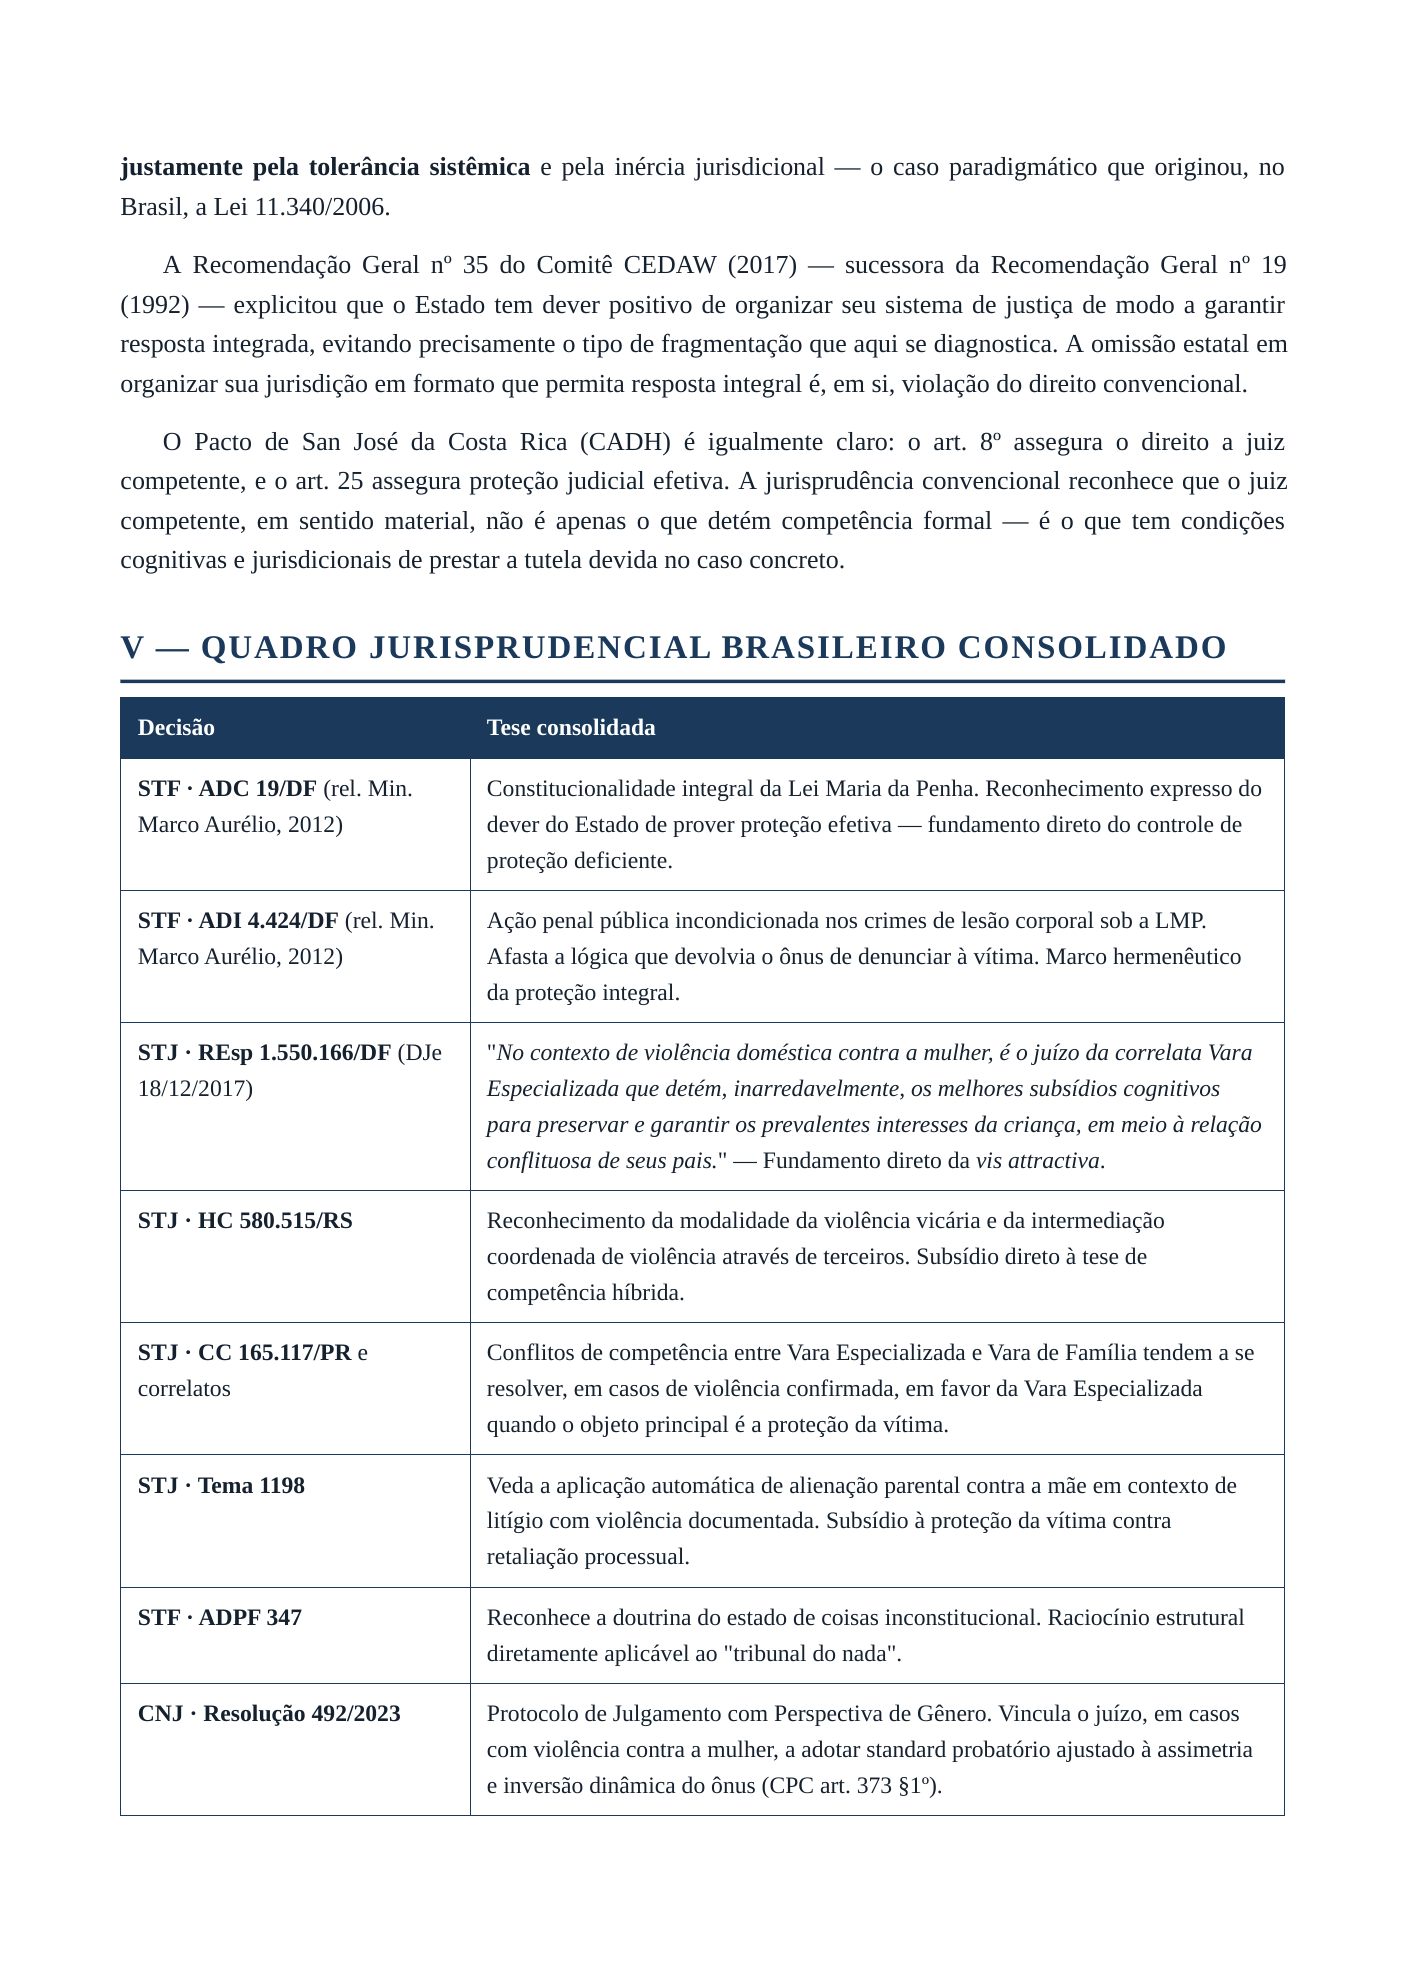 justamente pela tolerância sistêmica e pela inércia jurisdicional — o caso paradigmático que originou, no
Brasil, a Lei 11.340/2006.
A Recomendação Geral nº 35 do Comitê CEDAW (2017) — sucessora da Recomendação Geral nº 19
(1992) — explicitou que o Estado tem dever positivo de organizar seu sistema de justiça de modo a garantir
resposta integrada, evitando precisamente o tipo de fragmentação que aqui se diagnostica. A omissão estatal em
organizar sua jurisdição em formato que permita resposta integral é, em si, violação do direito convencional.
O Pacto de San José da Costa Rica (CADH) é igualmente claro: o art. 8º assegura o direito a juiz
competente, e o art. 25 assegura proteção judicial efetiva. A jurisprudência convencional reconhece que o juiz
competente, em sentido material, não é apenas o que detém competência formal — é o que tem condições
cognitivas e jurisdicionais de prestar a tutela devida no caso concreto.
V — QUADRO JURISPRUDENCIAL BRASILEIRO CONSOLIDADO
Decisão
Tese consolidada
STF · ADC 19/DF (rel. Min.
Marco Aurélio, 2012)
Constitucionalidade integral da Lei Maria da Penha. Reconhecimento expresso do
dever do Estado de prover proteção efetiva — fundamento direto do controle de
proteção deficiente.
STF · ADI 4.424/DF (rel. Min.
Marco Aurélio, 2012)
Ação penal pública incondicionada nos crimes de lesão corporal sob a LMP.
Afasta a lógica que devolvia o ônus de denunciar à vítima. Marco hermenêutico
da proteção integral.
STJ · REsp 1.550.166/DF (DJe
18/12/2017)
"No contexto de violência doméstica contra a mulher, é o juízo da correlata Vara
Especializada que detém, inarredavelmente, os melhores subsídios cognitivos
para preservar e garantir os prevalentes interesses da criança, em meio à relação
conflituosa de seus pais." — Fundamento direto da vis attractiva.
STJ · HC 580.515/RS
Reconhecimento da modalidade da violência vicária e da intermediação
coordenada de violência através de terceiros. Subsídio direto à tese de
competência híbrida.
STJ · CC 165.117/PR e
correlatos
Conflitos de competência entre Vara Especializada e Vara de Família tendem a se
resolver, em casos de violência confirmada, em favor da Vara Especializada
quando o objeto principal é a proteção da vítima.
STJ · Tema 1198
Veda a aplicação automática de alienação parental contra a mãe em contexto de
litígio com violência documentada. Subsídio à proteção da vítima contra
retaliação processual.
STF · ADPF 347
Reconhece a doutrina do estado de coisas inconstitucional. Raciocínio estrutural
diretamente aplicável ao "tribunal do nada".
CNJ · Resolução 492/2023
Protocolo de Julgamento com Perspectiva de Gênero. Vincula o juízo, em casos
com violência contra a mulher, a adotar standard probatório ajustado à assimetria
e inversão dinâmica do ônus (CPC art. 373 §1º).